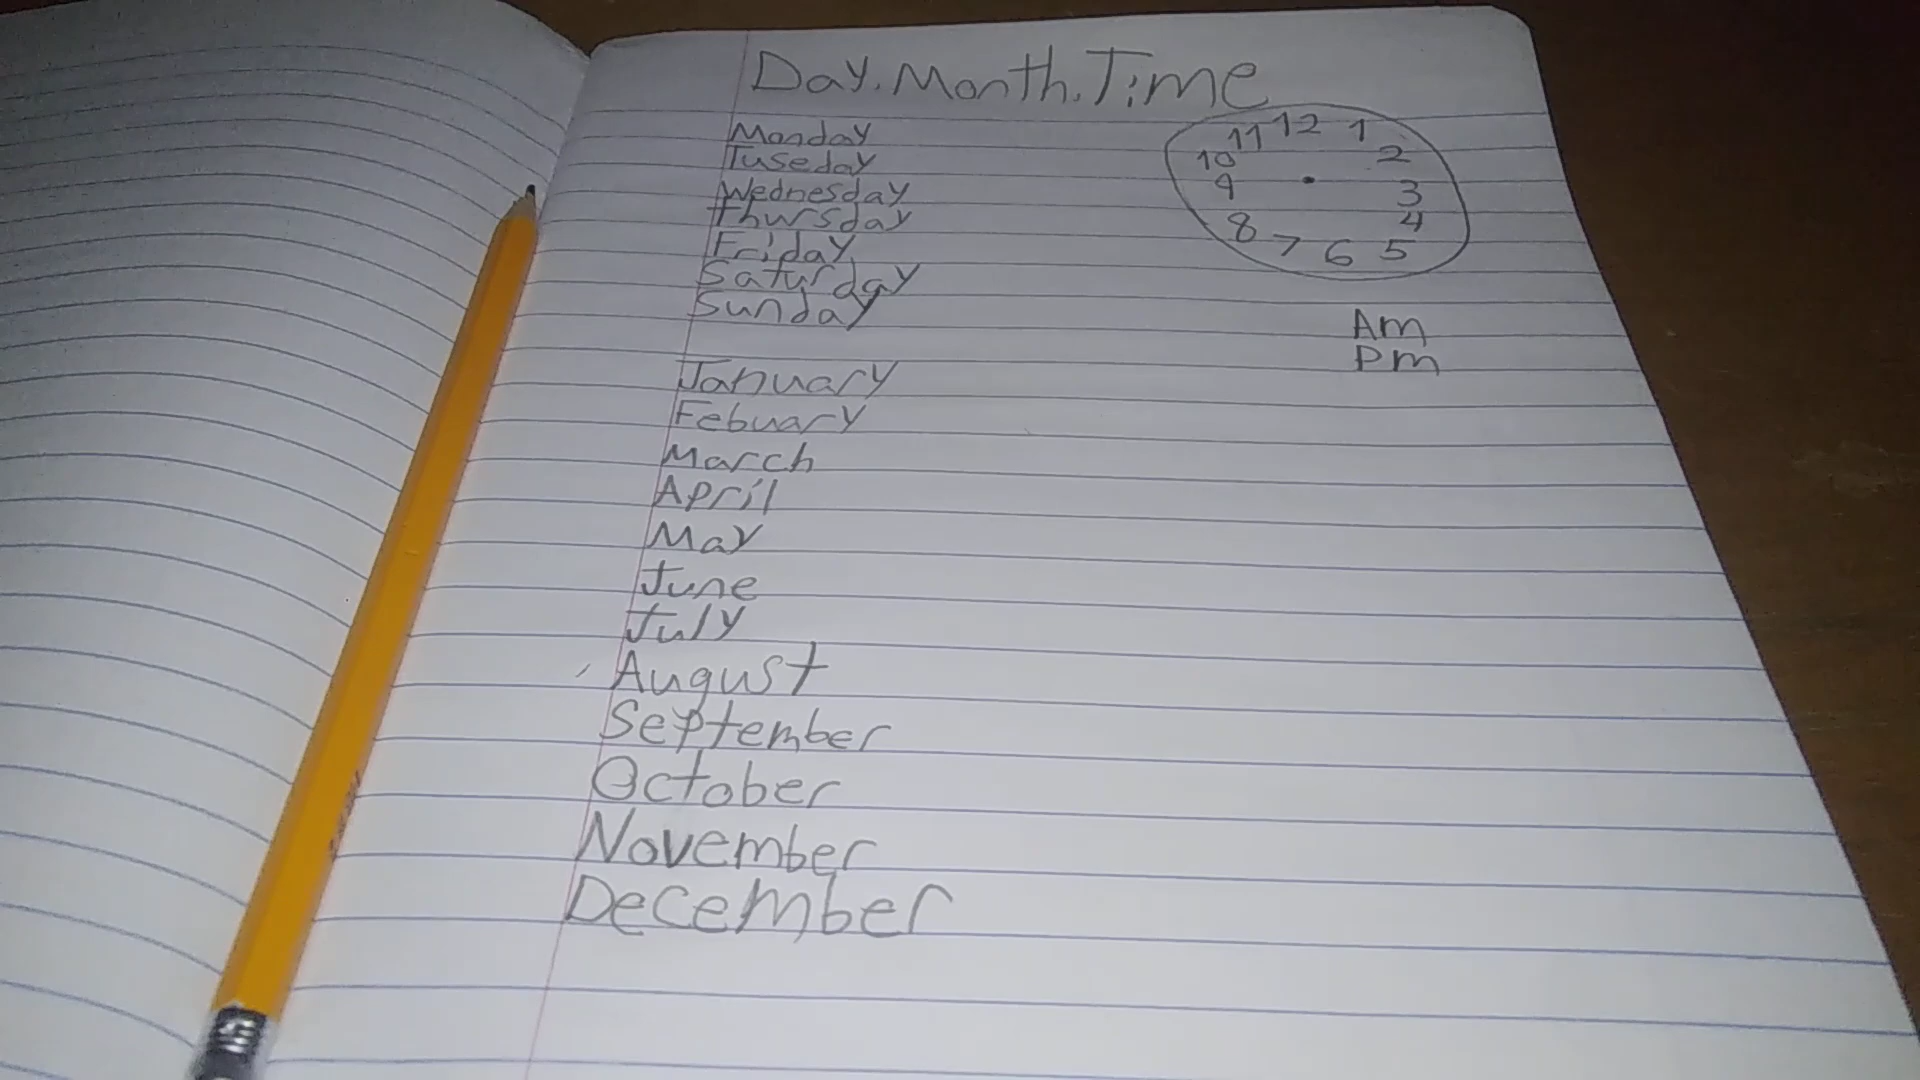 Day.Month.Time
Monday
Tuseday
Wednesday
Thursday
Friday
Saturday
Sunday
January
Febuary
March
April
May
June
July
August
September
October
November
December
11 12 1
10 2
9 3
8 4
7 6 5
Am
Pm